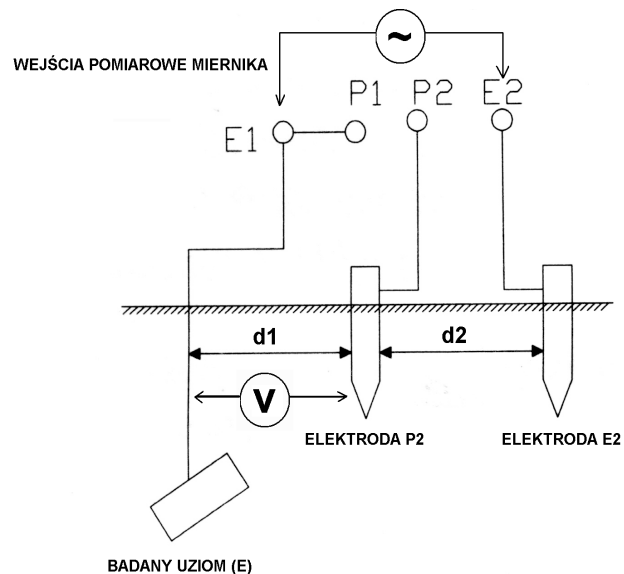 ~
WEJŚCIA POMIAROWE MIERNIKA
P1 P2 E2
E1
d1 d2
V
ELEKTRODA P2 ELEKTRODA E2
BADANY UZIOM (E)